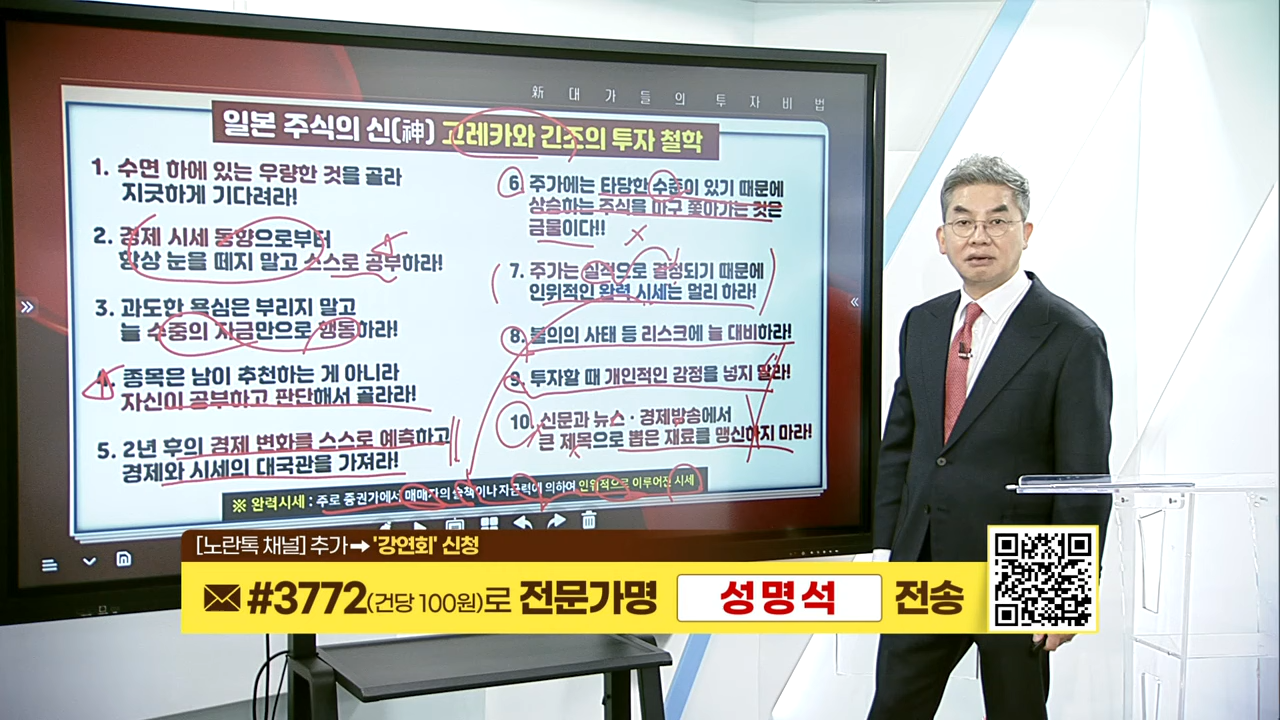 新 대 가 들 의 투 자 비 법
일본 주식의 신(神) 고레카와 긴조의 투자 철학
1. 수면 하에 있는 우량한 것을 골라
지긋하게 기다려라!
2. 경제 시세 동향으로부터
항상 눈을 떼지 말고 스스로 공부하라!
3. 과도한 욕심은 부리지 말고
늘 수중의 자금만으로 행동하라!
4. 종목은 남이 추천하는 게 아니라
자신이 공부하고 판단해서 골라라!
5. 2년 후의 경제 변화를 스스로 예측하고
경제와 시세의 대국관을 가져라!
6. 주가에는 타당한 수준이 있기 때문에
상승하는 주식을 마구 쫓아가는 것은
금물이다!!
7. 주가는 실적으로 결정되기 때문에
인위적인 완력 시세는 멀리 하라!
8. 불의의 사태 등 리스크에 늘 대비하라!
9. 투자할 때 개인적인 감정을 넣지 말라!
10. 신문과 뉴스·경제방송에서
큰 제목으로 뽑은 재료를 맹신하지 마라!
※ 완력시세 : 주로 증권가에서 매매자의 술책이나 자금력에 의하여 인위적으로 이루어진 시세
[노란톡 채널] 추가➡'강연회' 신청
#3772(건당 100원)로 전문가명 성명석 전송